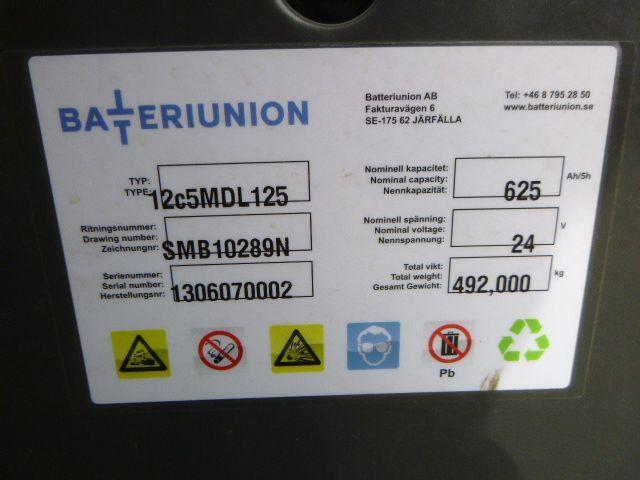 BATTERIUNION
Batteriunion AB
Fakturavägen 6
SE-175 62 JÄRFÄLLA
Tel: +46 8 795 28 50
www.batteriunion.se
TYP:
TYPE:
12c5MDL125
Ritningsnummer:
Drawing number:
Zeichnungnr:
SMB10289N
Serienummer:
Serial number:
Herstellungsnr:
1306070002
Nominell kapacitet:
Nominal capacity:
Nennkapazität:
625
Ah/5h
Nominell spänning:
Nominal voltage:
Nennspannung:
24
V
Total vikt:
Total weight:
Gesamt Gewicht:
492,000
kg
Pb